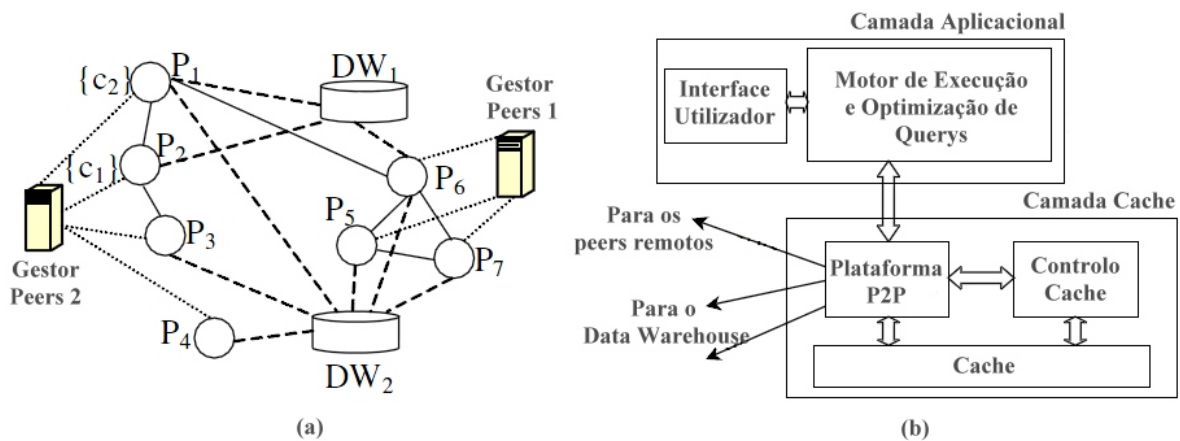 {c₂}
P₁
DW₁
Gestor
Peers 1
{c₁}
P₂
P₆
P₅
P₃
P₇
Gestor
Peers 2
P₄
DW₂
(a)
Camada Aplicacional
Interface
Utilizador
Motor de Execução
e Optimização de
Querys
Camada Cache
Para os
peers remotos
Plataforma
P2P
Controlo
Cache
Para o
Data Warehouse
Cache
(b)